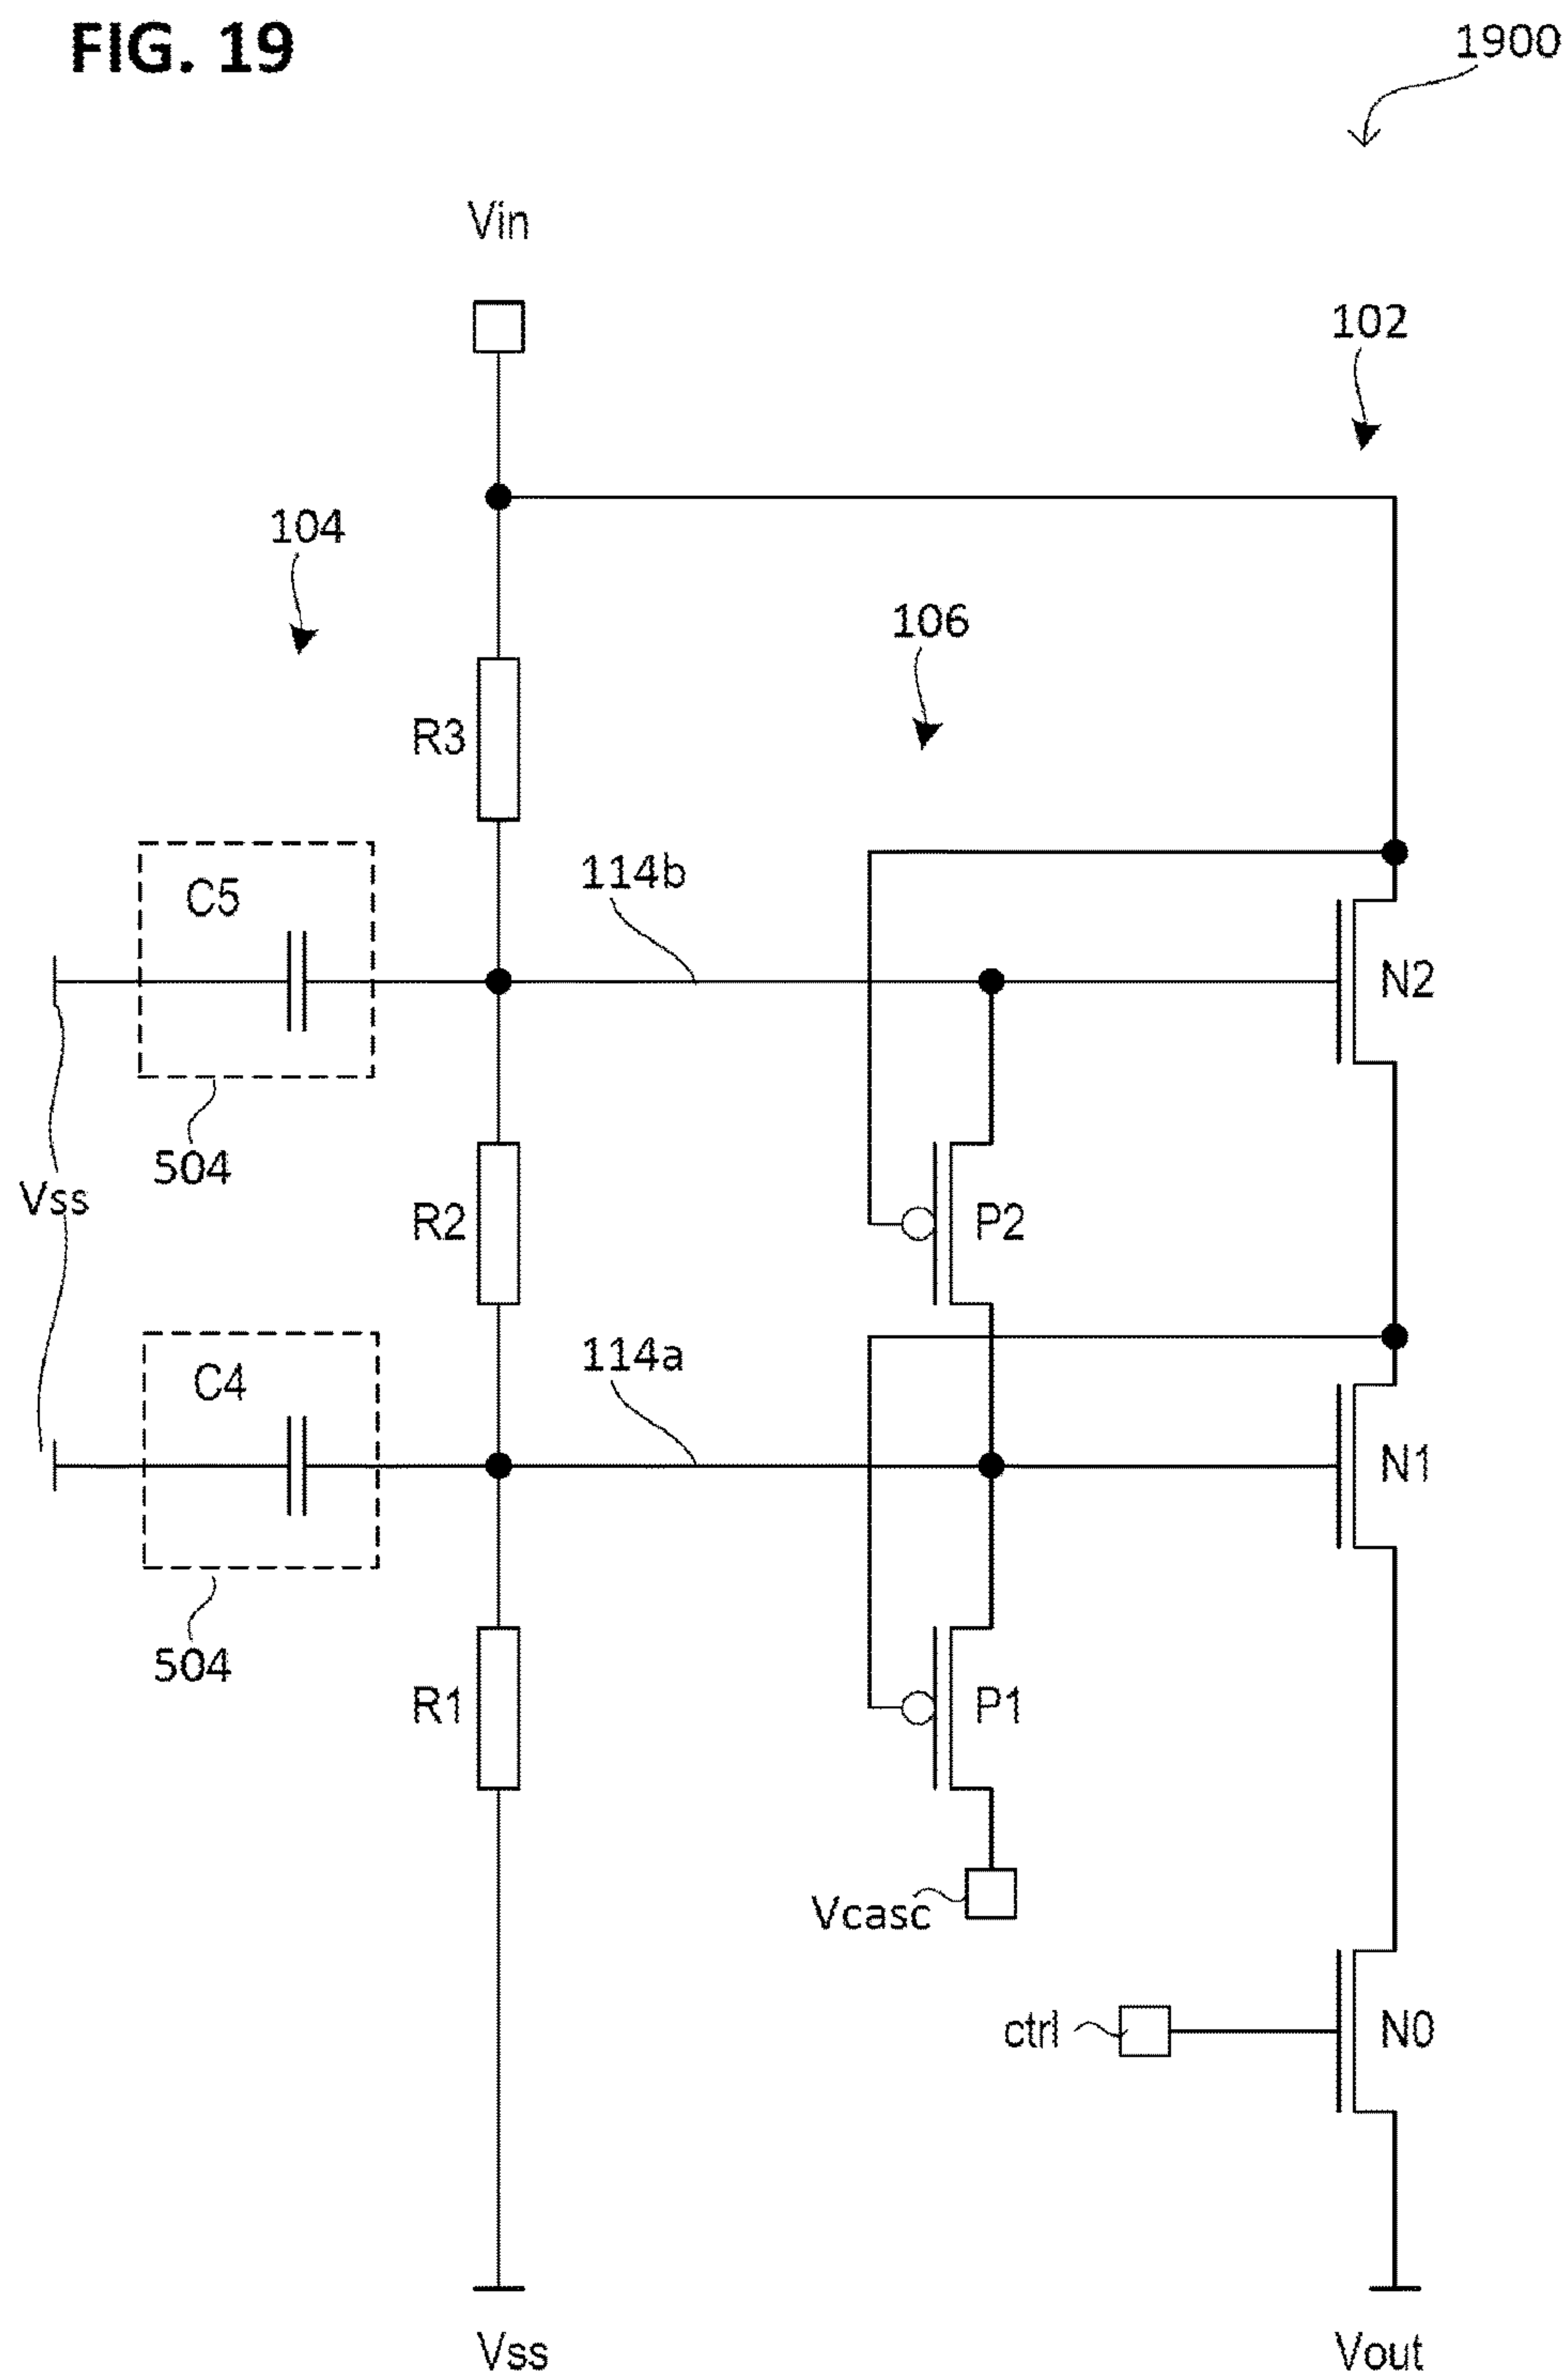 FIG. 19
1900
Vin
102
104
106
R3
C5
114b
N2
504
Vss
R2
P2
C4
114a
N1
504
R1
P1
Vcasc
ctrl
N0
Vss
Vout